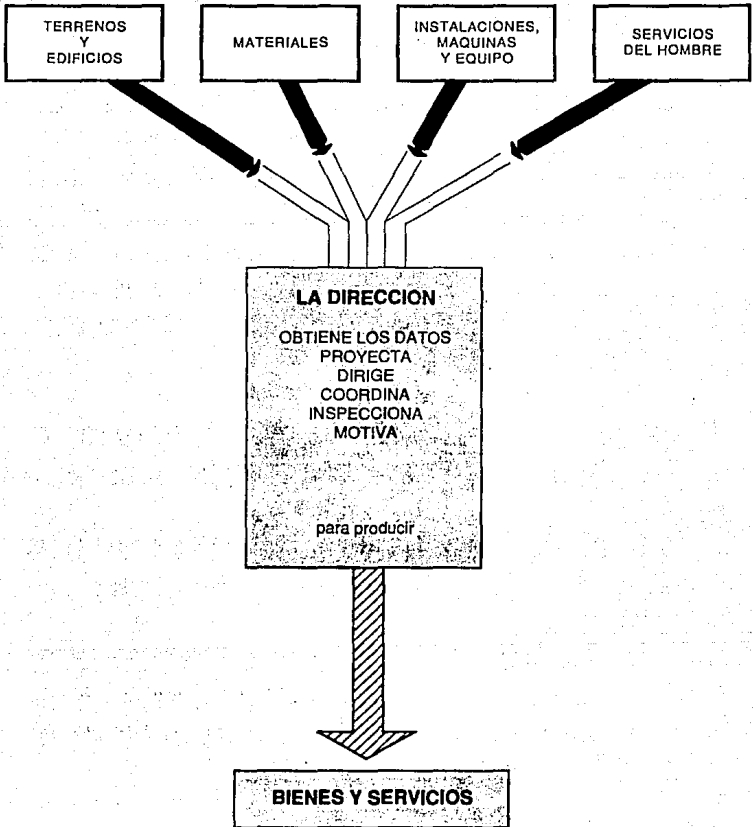 TERRENOS
Y
EDIFICIOS
MATERIALES
INSTALACIONES,
MAQUINAS
Y EQUIPO
SERVICIOS
DEL HOMBRE
LA DIRECCION
OBTIENE LOS DATOS
PROYECTA
DIRIGE
COORDINA
INSPECCIONA
MOTIVA
para producir
BIENES Y SERVICIOS